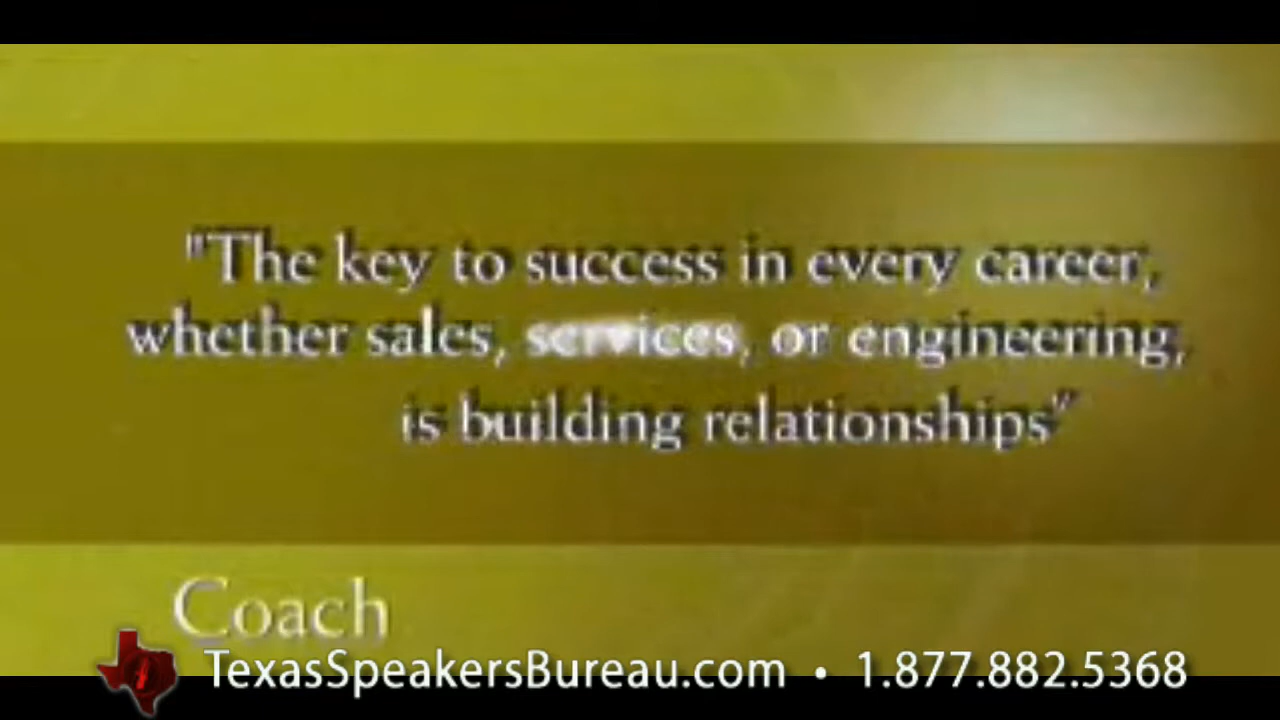 "The key to success in every career,
whether sales, services, or engineering,
is building relationships"
Coach
TexasSpeakersBureau.com • 1.877.882.5368